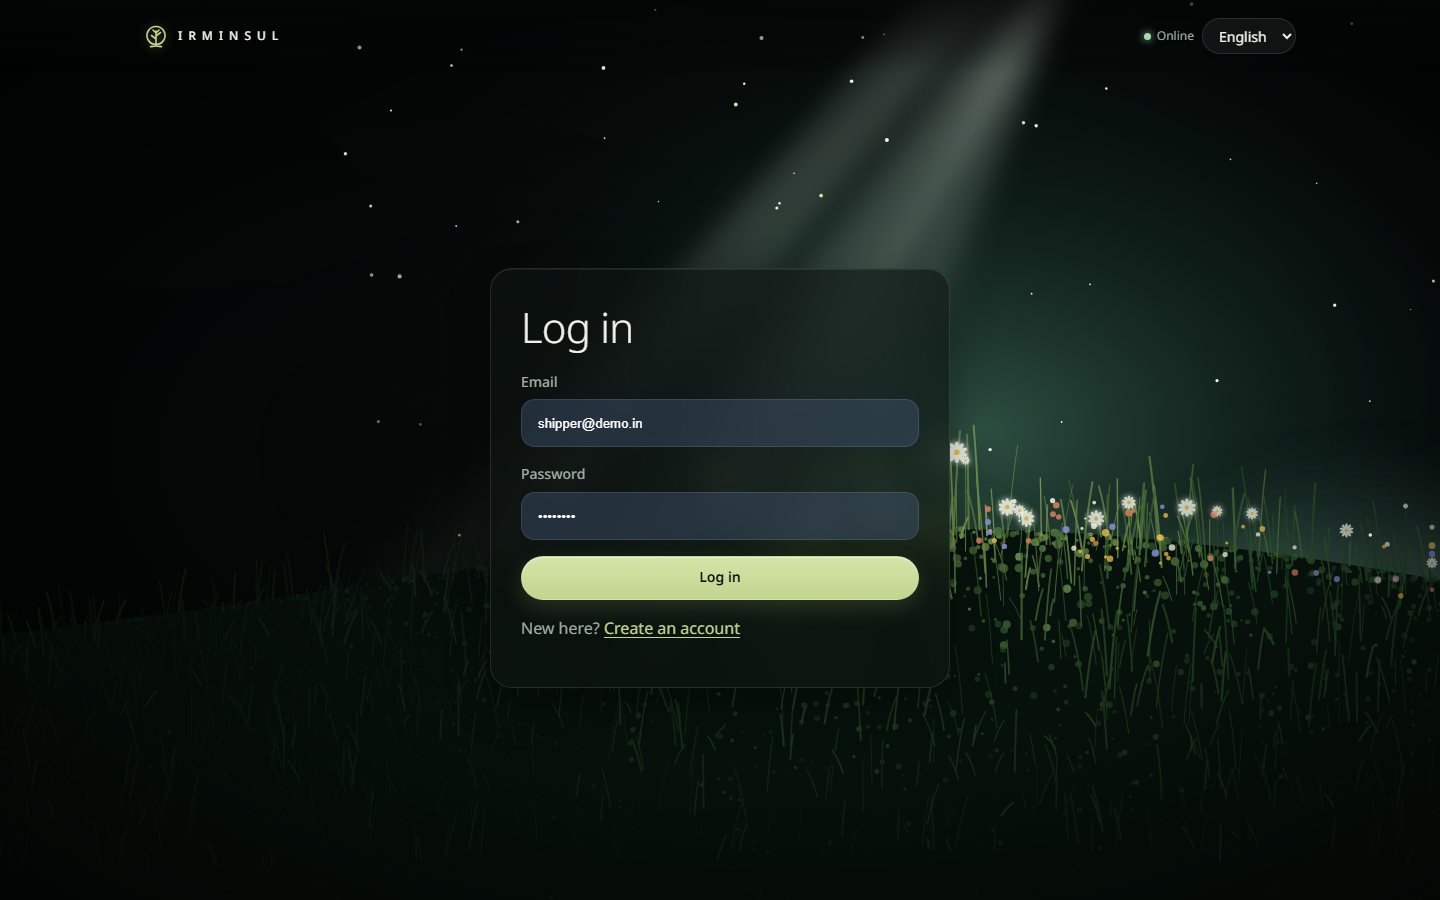 IRMINSUL
Online
English
Log in
Email
shipper@demo.in
Password
••••••••
Log in
New here? Create an account